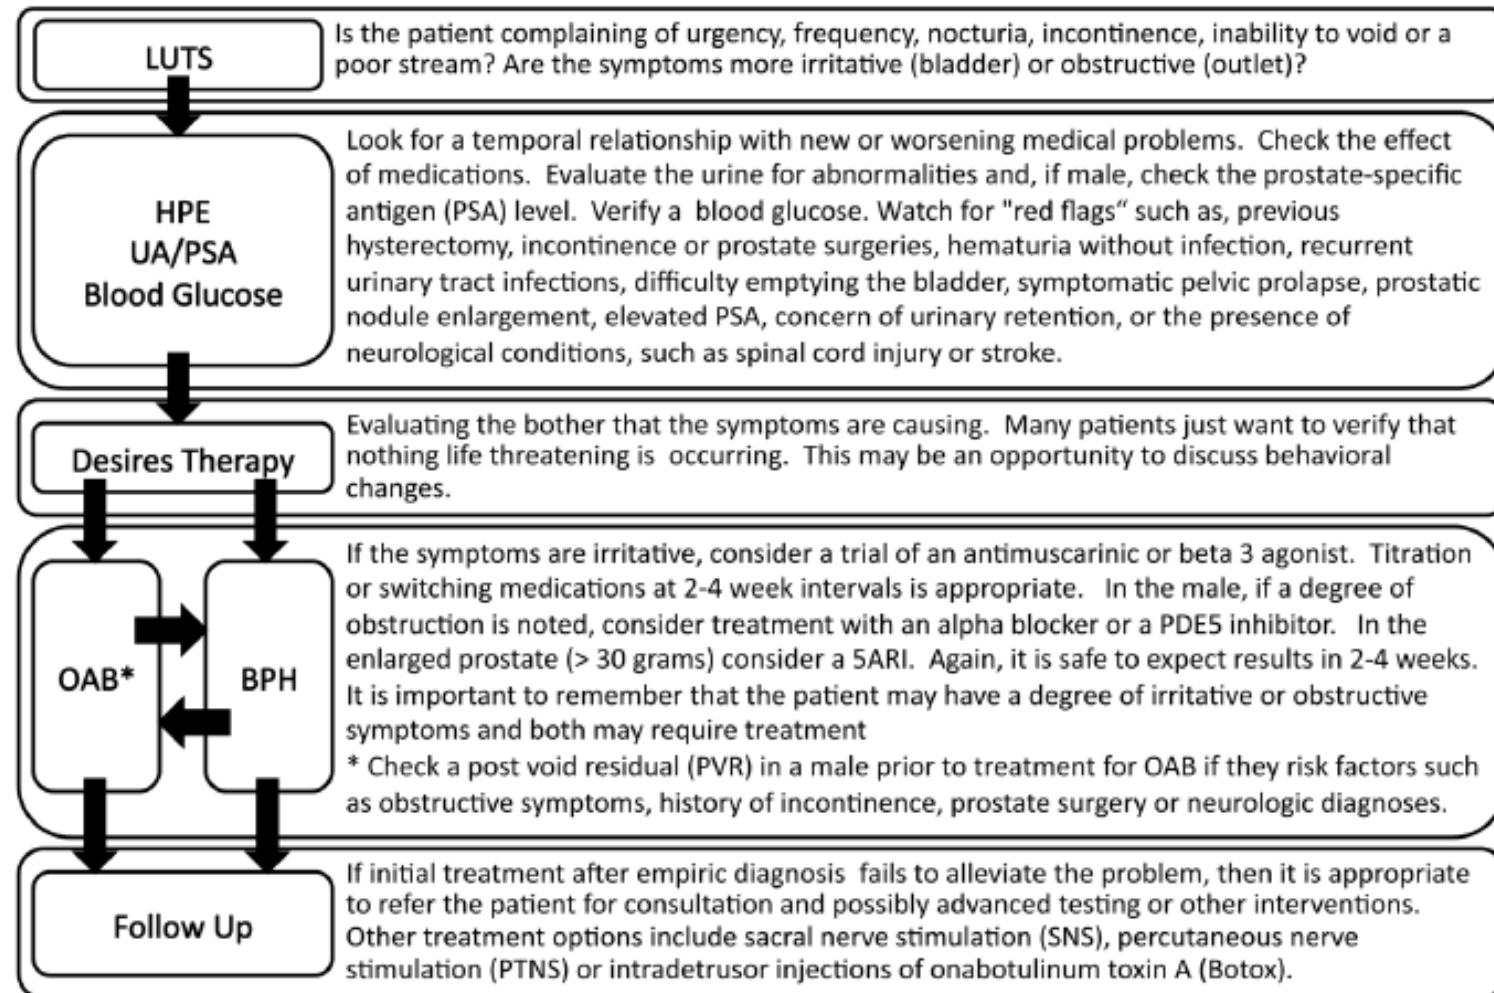 LUTS
Is the patient complaining of urgency, frequency, nocturia, incontinence, inability to void or a
poor stream? Are the symptoms more irritative (bladder) or obstructive (outlet)?
HPE
UA/PSA
Blood Glucose
Look for a temporal relationship with new or worsening medical problems.  Check the effect
of medications.  Evaluate the urine for abnormalities and, if male, check the prostate-specific
antigen (PSA) level.  Verify a  blood glucose. Watch for "red flags“ such as, previous
hysterectomy, incontinence or prostate surgeries, hematuria without infection, recurrent
urinary tract infections, difficulty emptying the bladder, symptomatic pelvic prolapse, prostatic
nodule enlargement, elevated PSA, concern of urinary retention, or the presence of
neurological conditions, such as spinal cord injury or stroke.
Desires Therapy
Evaluating the bother that the symptoms are causing.  Many patients just want to verify that
nothing life threatening is  occurring.  This may be an opportunity to discuss behavioral
changes.
OAB*
BPH
If the symptoms are irritative, consider a trial of an antimuscarinic or beta 3 agonist.  Titration
or switching medications at 2-4 week intervals is appropriate.   In the male, if a degree of
obstruction is noted, consider treatment with an alpha blocker or a PDE5 inhibitor.   In the
enlarged prostate (> 30 grams) consider a 5ARI.  Again, it is safe to expect results in 2-4 weeks.
It is important to remember that the patient may have a degree of irritative or obstructive
symptoms and both may require treatment
* Check a post void residual (PVR) in a male prior to treatment for OAB if they risk factors such
as obstructive symptoms, history of incontinence, prostate surgery or neurologic diagnoses.
Follow Up
If initial treatment after empiric diagnosis  fails to alleviate the problem, then it is appropriate
to refer the patient for consultation and possibly advanced testing or other interventions.
Other treatment options include sacral nerve stimulation (SNS), percutaneous nerve
stimulation (PTNS) or intradetrusor injections of onabotulinum toxin A (Botox).